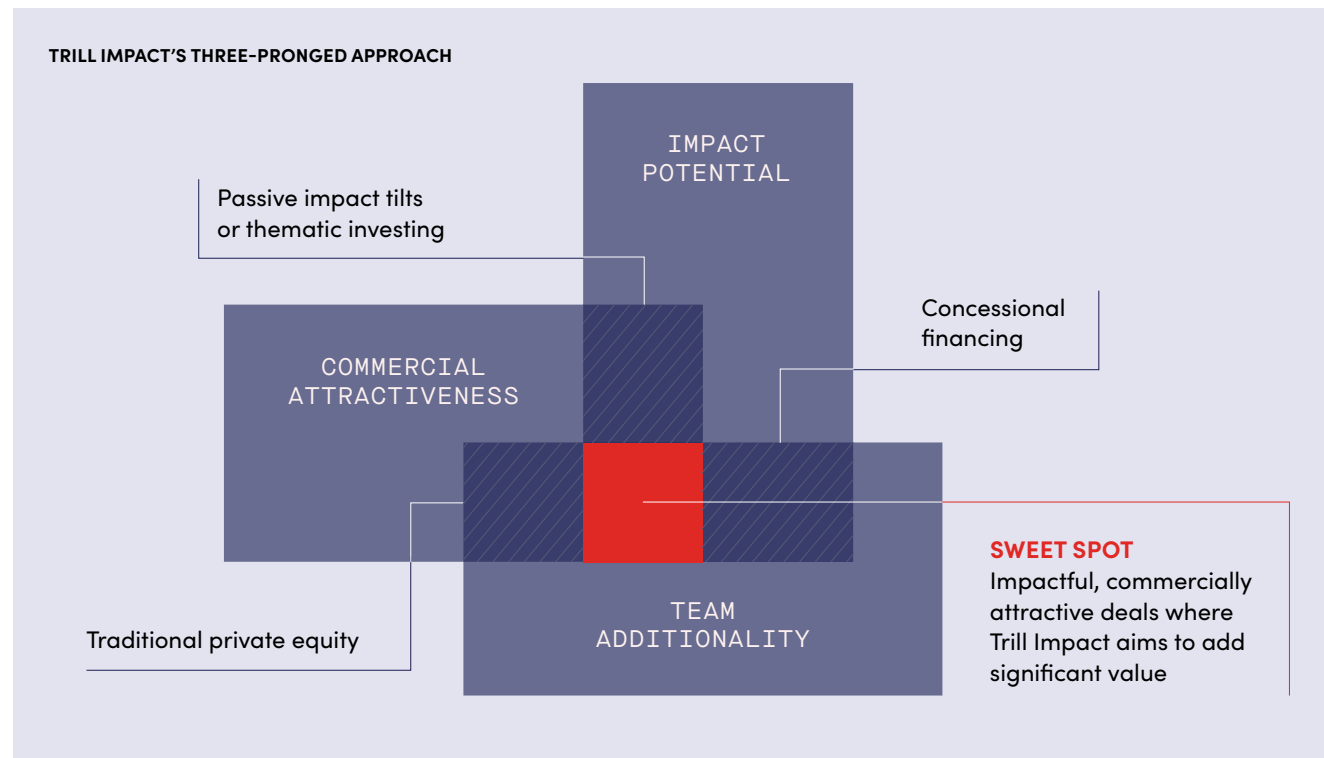 TRILL IMPACT’S THREE-PRONGED APPROACH
IMPACT
POTENTIAL
Passive impact tilts
or thematic investing
Concessional
financing
COMMERCIAL
ATTRACTIVENESS
SWEET SPOT
Impactful, commercially
attractive deals where
Trill Impact aims to add
significant value
TEAM
ADDITIONALITY
Traditional private equity